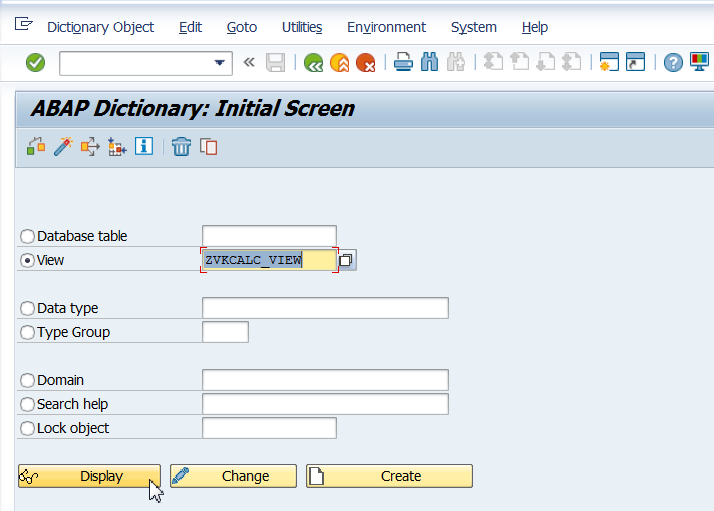 Dictionary Object Edit Goto Utilities Environment System Help
ABAP Dictionary: Initial Screen
Database table
View ZVKCALC_VIEW
Data type
Type Group
Domain
Search help
Lock object
Display Change Create